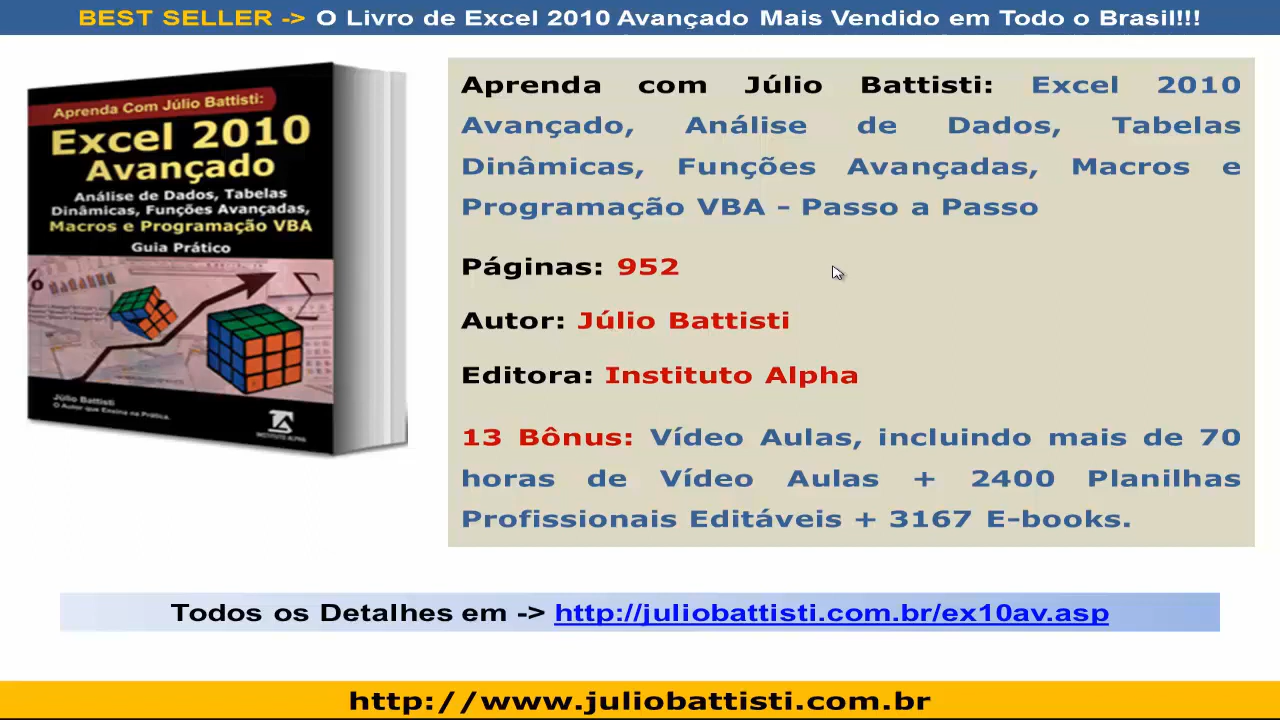 BEST SELLER -> O Livro de Excel 2010 Avançado Mais Vendido em Todo o Brasil!!!
Aprenda Com Júlio Battisti:
Excel 2010
Avançado
Análise de Dados, Tabelas
Dinâmicas, Funções Avançadas,
Macros e Programação VBA
Guia Prático
Júlio Battisti
O Autor que Ensina na Prática.
INSTITUTO ALPHA
Aprenda com Júlio Battisti: Excel 2010
Avançado, Análise de Dados, Tabelas
Dinâmicas, Funções Avançadas, Macros e
Programação VBA - Passo a Passo
Páginas: 952
Autor: Júlio Battisti
Editora: Instituto Alpha
13 Bônus: Vídeo Aulas, incluindo mais de 70
horas de Vídeo Aulas + 2400 Planilhas
Profissionais Editáveis + 3167 E-books.
Todos os Detalhes em -> http://juliobattisti.com.br/ex10av.asp
http://www.juliobattisti.com.br